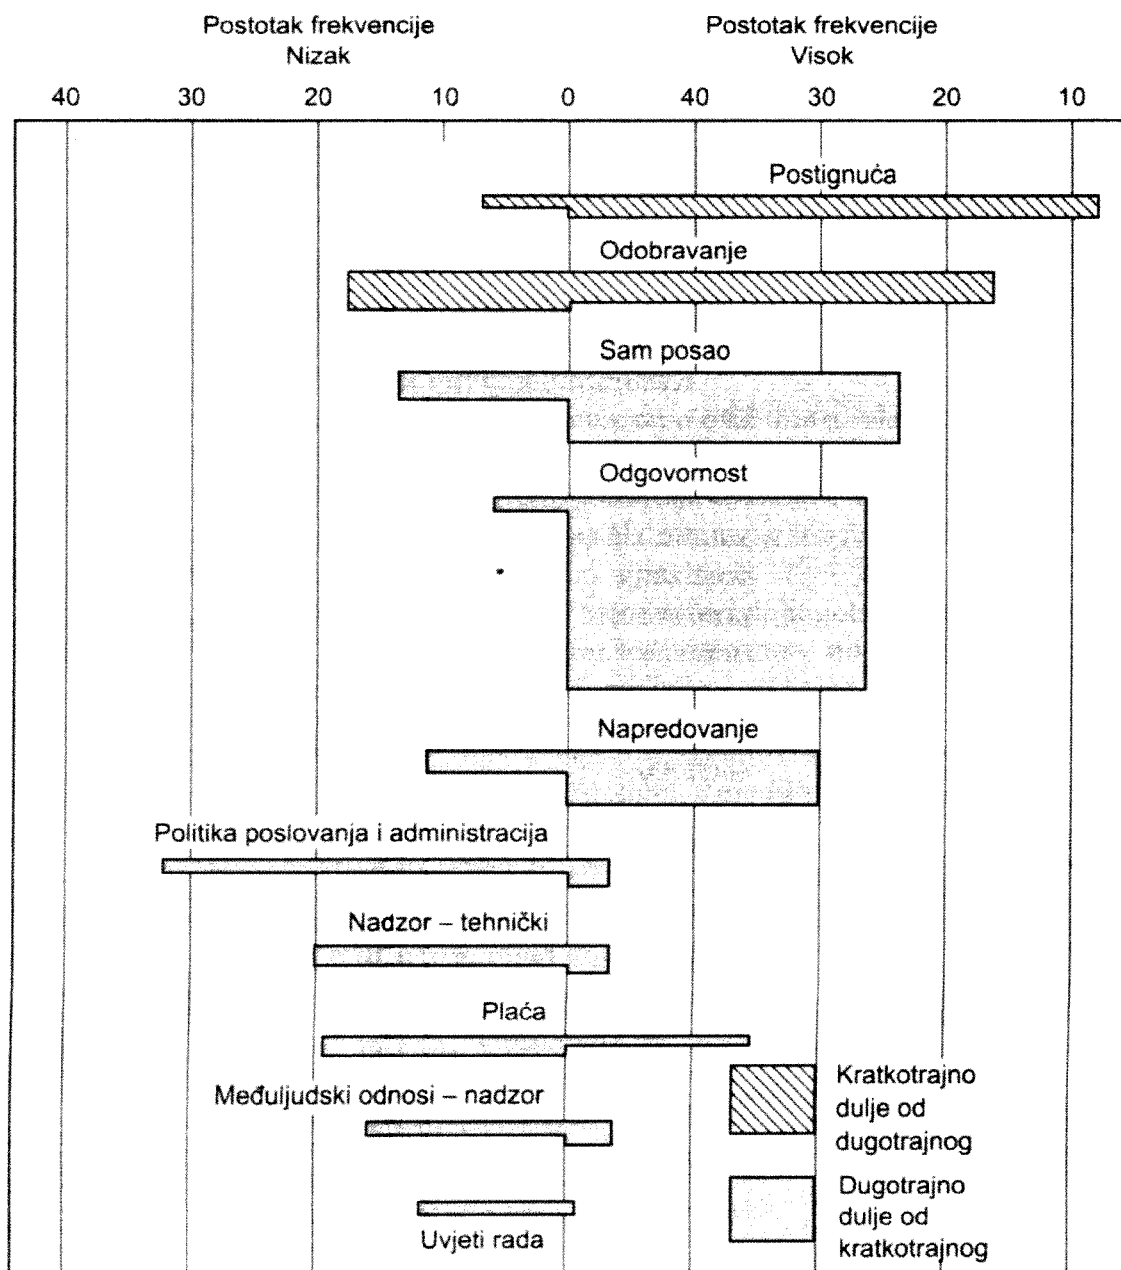 Postotak frekvencije
Nizak
Postotak frekvencije
Visok
40 30 20 10 0 40 30 20 10
Postignuća
Odobravanje
Sam posao
Odgovornost
Napredovanje
Politika poslovanja i administracija
Nadzor – tehnički
Plaća
Međuljudski odnosi – nadzor
Uvjeti rada
Kratkotrajno
dulje od
dugotrajnog
Dugotrajno
dulje od
kratkotrajnog